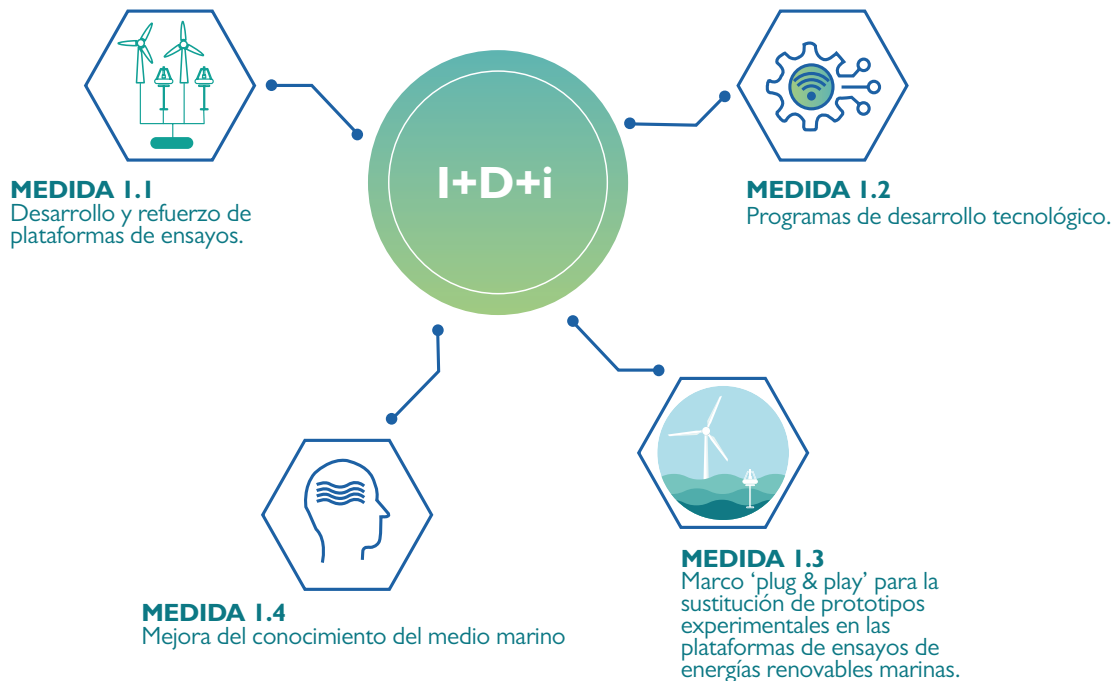 I+D+i
MEDIDA 1.1
Desarrollo y refuerzo de
plataformas de ensayos.
MEDIDA 1.2
Programas de desarrollo tecnológico.
MEDIDA 1.3
Marco ‘plug & play’ para la
sustitución de prototipos
experimentales en las
plataformas de ensayos de
energías renovables marinas.
MEDIDA 1.4
Mejora del conocimiento del medio marino